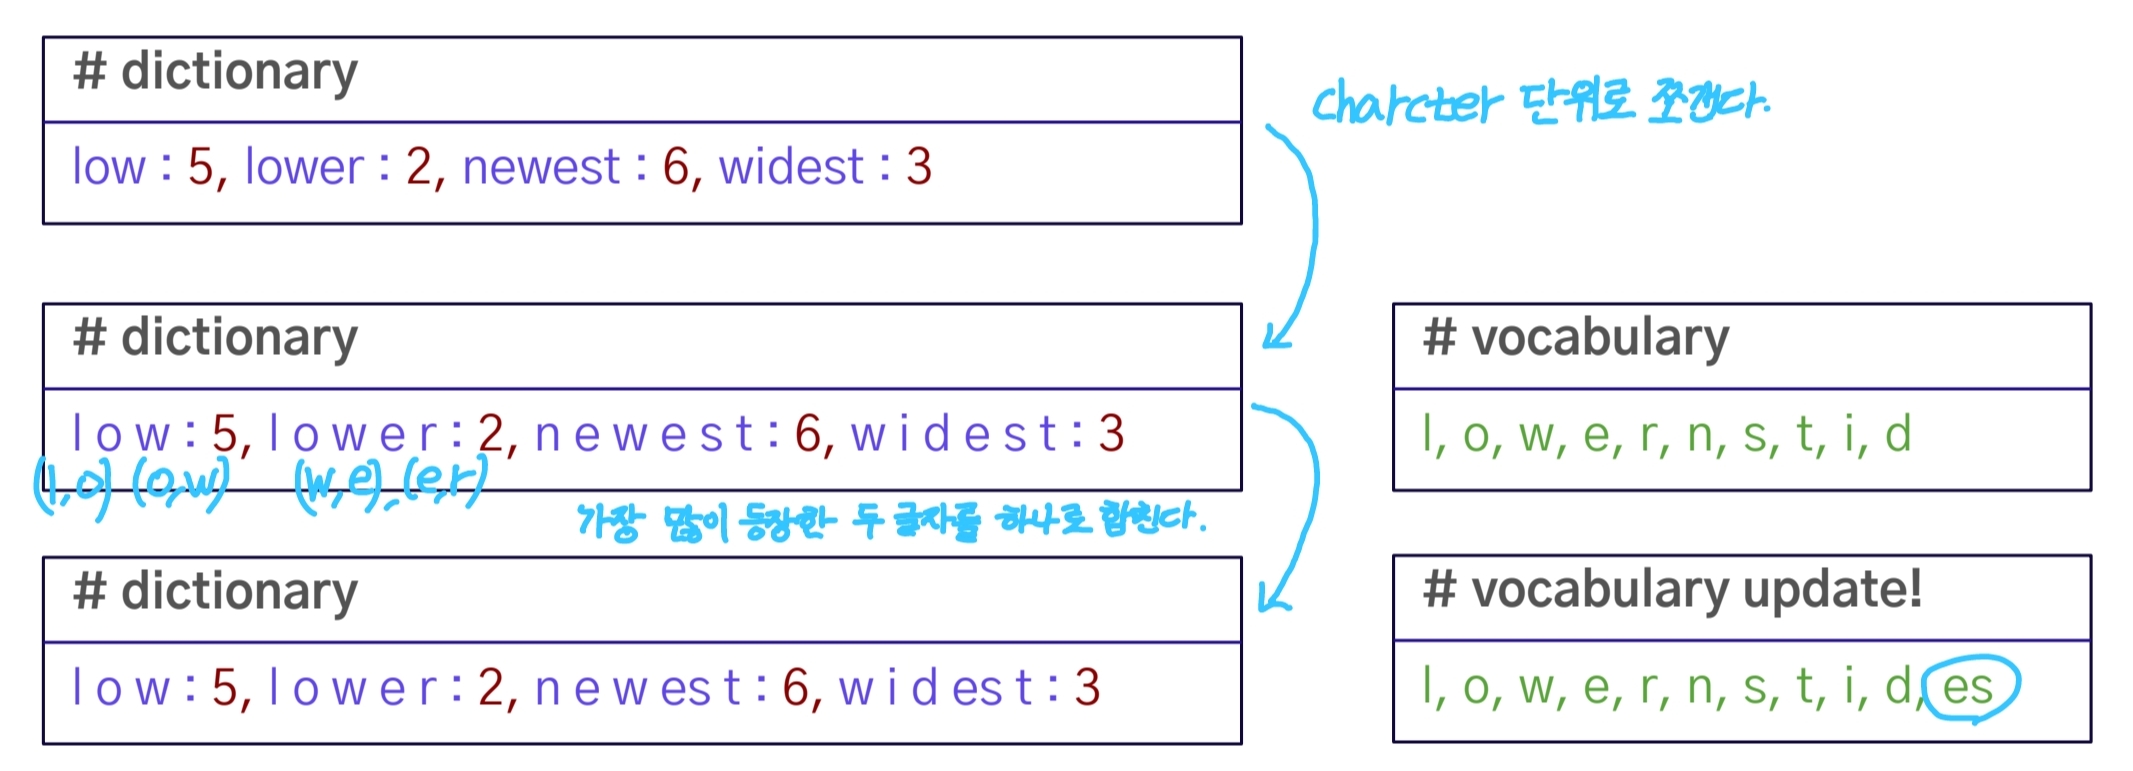 # dictionary
charcter 단위로 쪼갠다.
low : 5, lower : 2, newest : 6, widest : 3
# dictionary
# vocabulary
l o w : 5, l o w e r : 2, n e w e s t : 6, w i d e s t : 3
l, o, w, e, r, n, s, t, i, d
(l,o) (o,w) (w,e), (e,r)
가장 많이 등장한 두 글자를 하나로 합친다.
# dictionary
# vocabulary update!
l o w : 5, l o w e r : 2, n e w es t : 6, w i d es t : 3
l, o, w, e, r, n, s, t, i, d, es